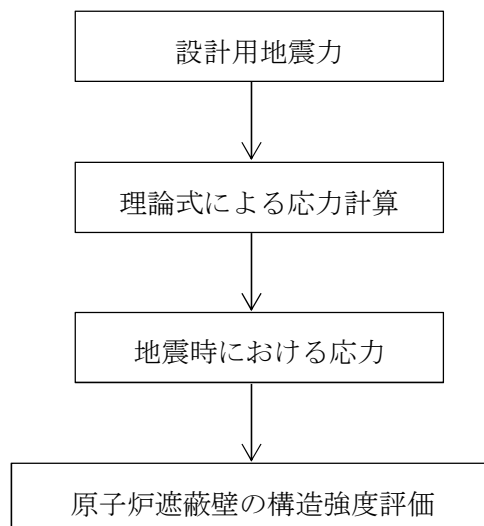 設計用地震力
理論式による応力計算
地震時における応力
原子炉遮蔽壁の構造強度評価